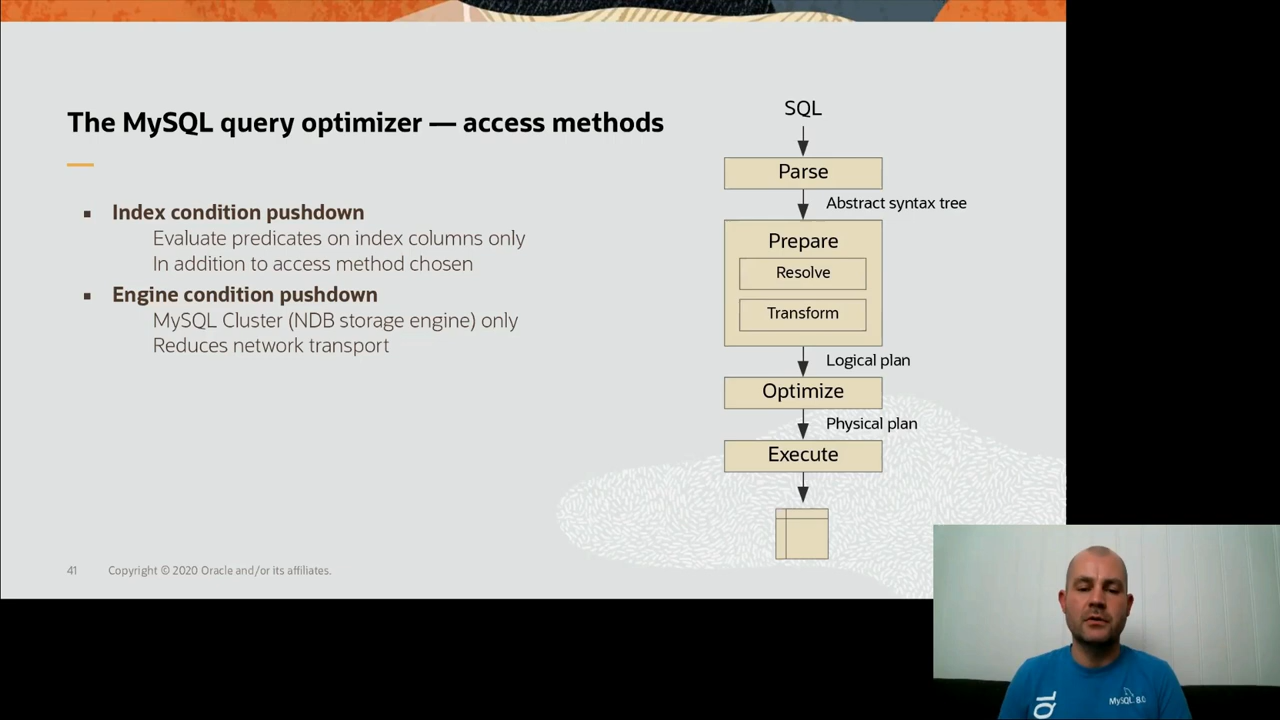 The MySQL query optimizer — access methods
Index condition pushdown
Evaluate predicates on index columns only
In addition to access method chosen
Engine condition pushdown
MySQL Cluster (NDB storage engine) only
Reduces network transport
SQL
Parse
Abstract syntax tree
Prepare
Resolve
Transform
Logical plan
Optimize
Physical plan
Execute
41
Copyright © 2020 Oracle and/or its affiliates.
QL
MySQL 8.0